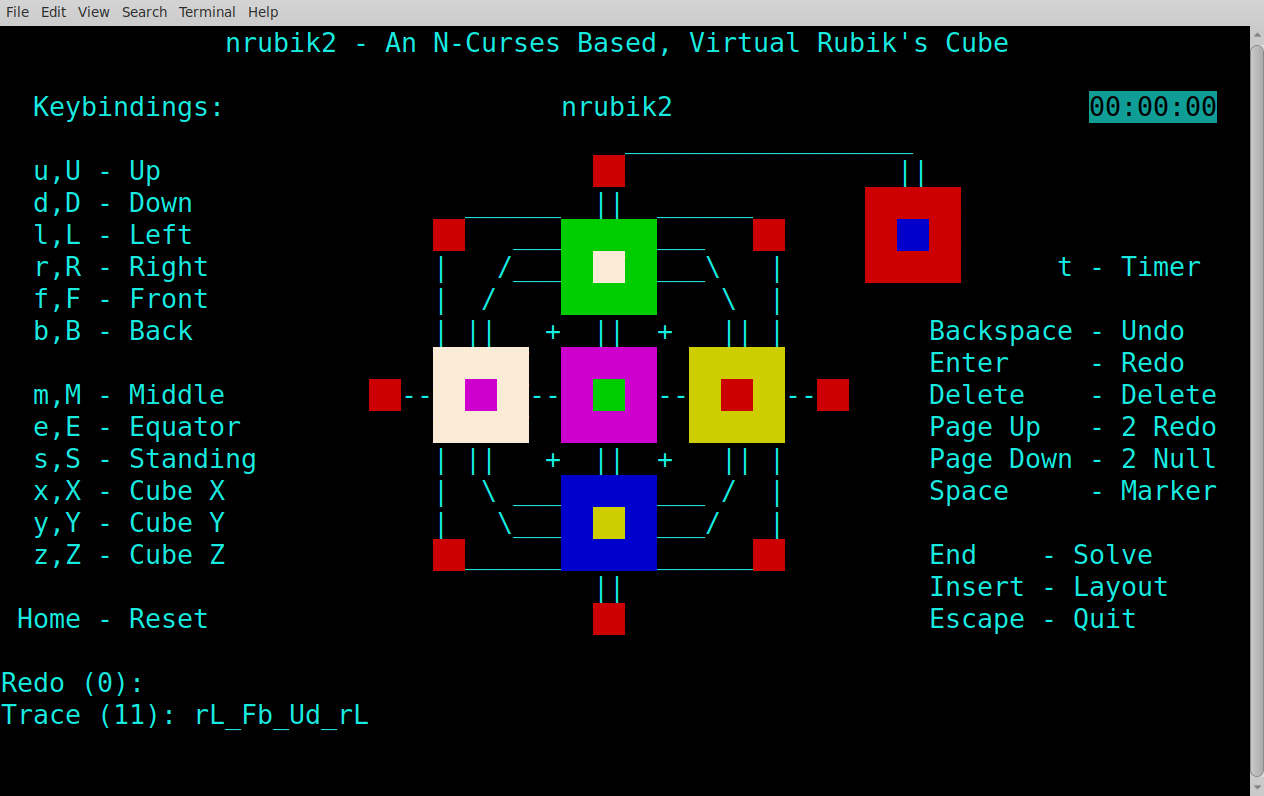 File Edit View Search Terminal Help
nrubik2 - An N-Curses Based, Virtual Rubik's Cube
Keybindings:
nrubik2
00:00:00
u,U - Up
d,D - Down
l,L - Left
r,R - Right
t - Timer
f,F - Front
b,B - Back
Backspace - Undo
Enter - Redo
m,M - Middle
Delete - Delete
e,E - Equator
Page Up - 2 Redo
s,S - Standing
Page Down - 2 Null
x,X - Cube X
Space - Marker
y,Y - Cube Y
z,Z - Cube Z
End - Solve
Insert - Layout
Home - Reset
Escape - Quit
Redo (0):
Trace (11): rL_Fb_Ud_rL